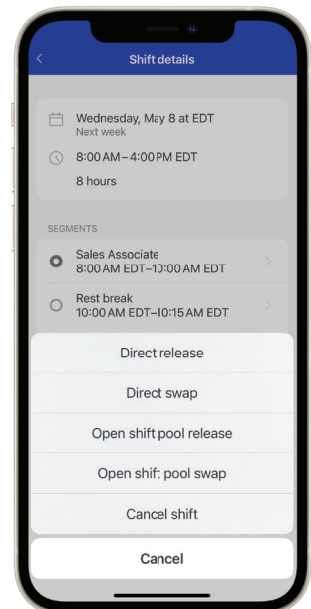 Shift details
Wednesday, May 8 at EDT
Next week
8:00 AM – 4:00 PM EDT
8 hours
SEGMENTS
Sales Associate
8:00 AM EDT–10:00 AM EDT
Rest break
10:00 AM EDT–10:15 AM EDT
Direct release
Direct swap
Open shift pool release
Open shift pool swap
Cancel shift
Cancel